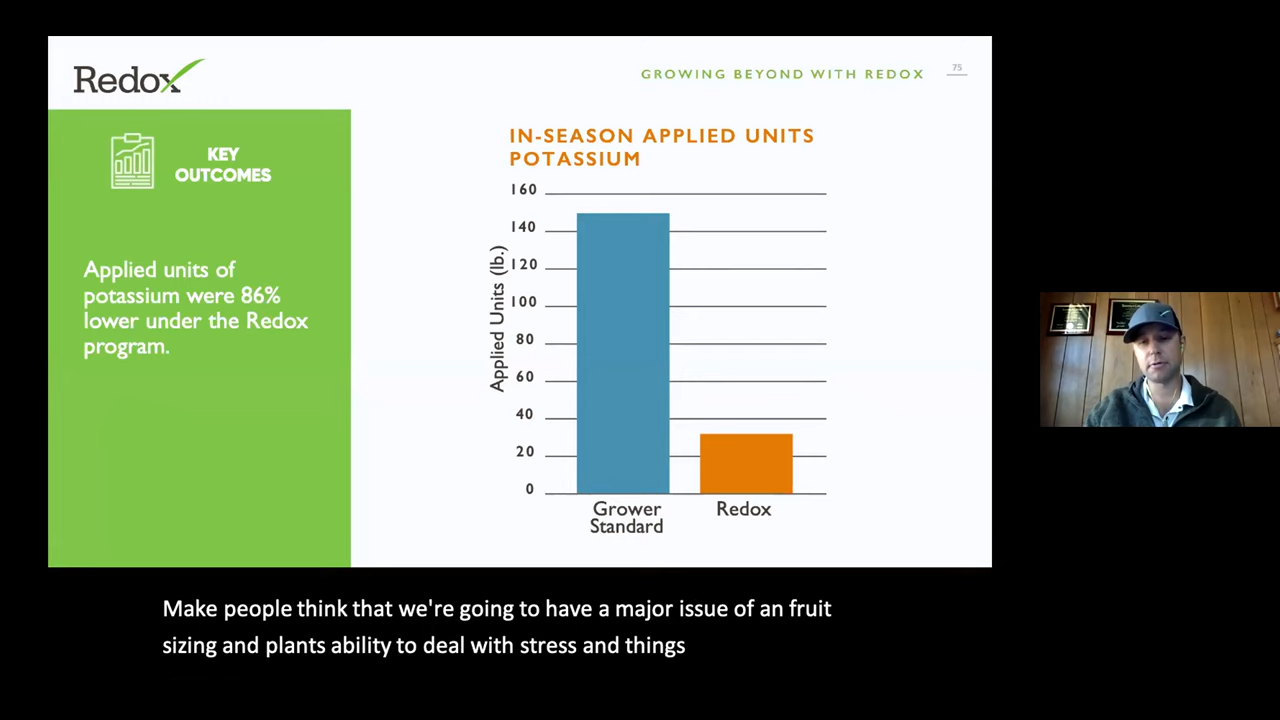 Redox
GROWING BEYOND WITH REDOX
75
KEY
OUTCOMES
Applied units of
potassium were 86%
lower under the Redox
program.
IN-SEASON APPLIED UNITS
POTASSIUM
Applied Units (lb.)
160
140
120
100
80
60
40
20
0
Grower
Standard
Redox
Make people think that we're going to have a major issue of an fruit
sizing and plants ability to deal with stress and things